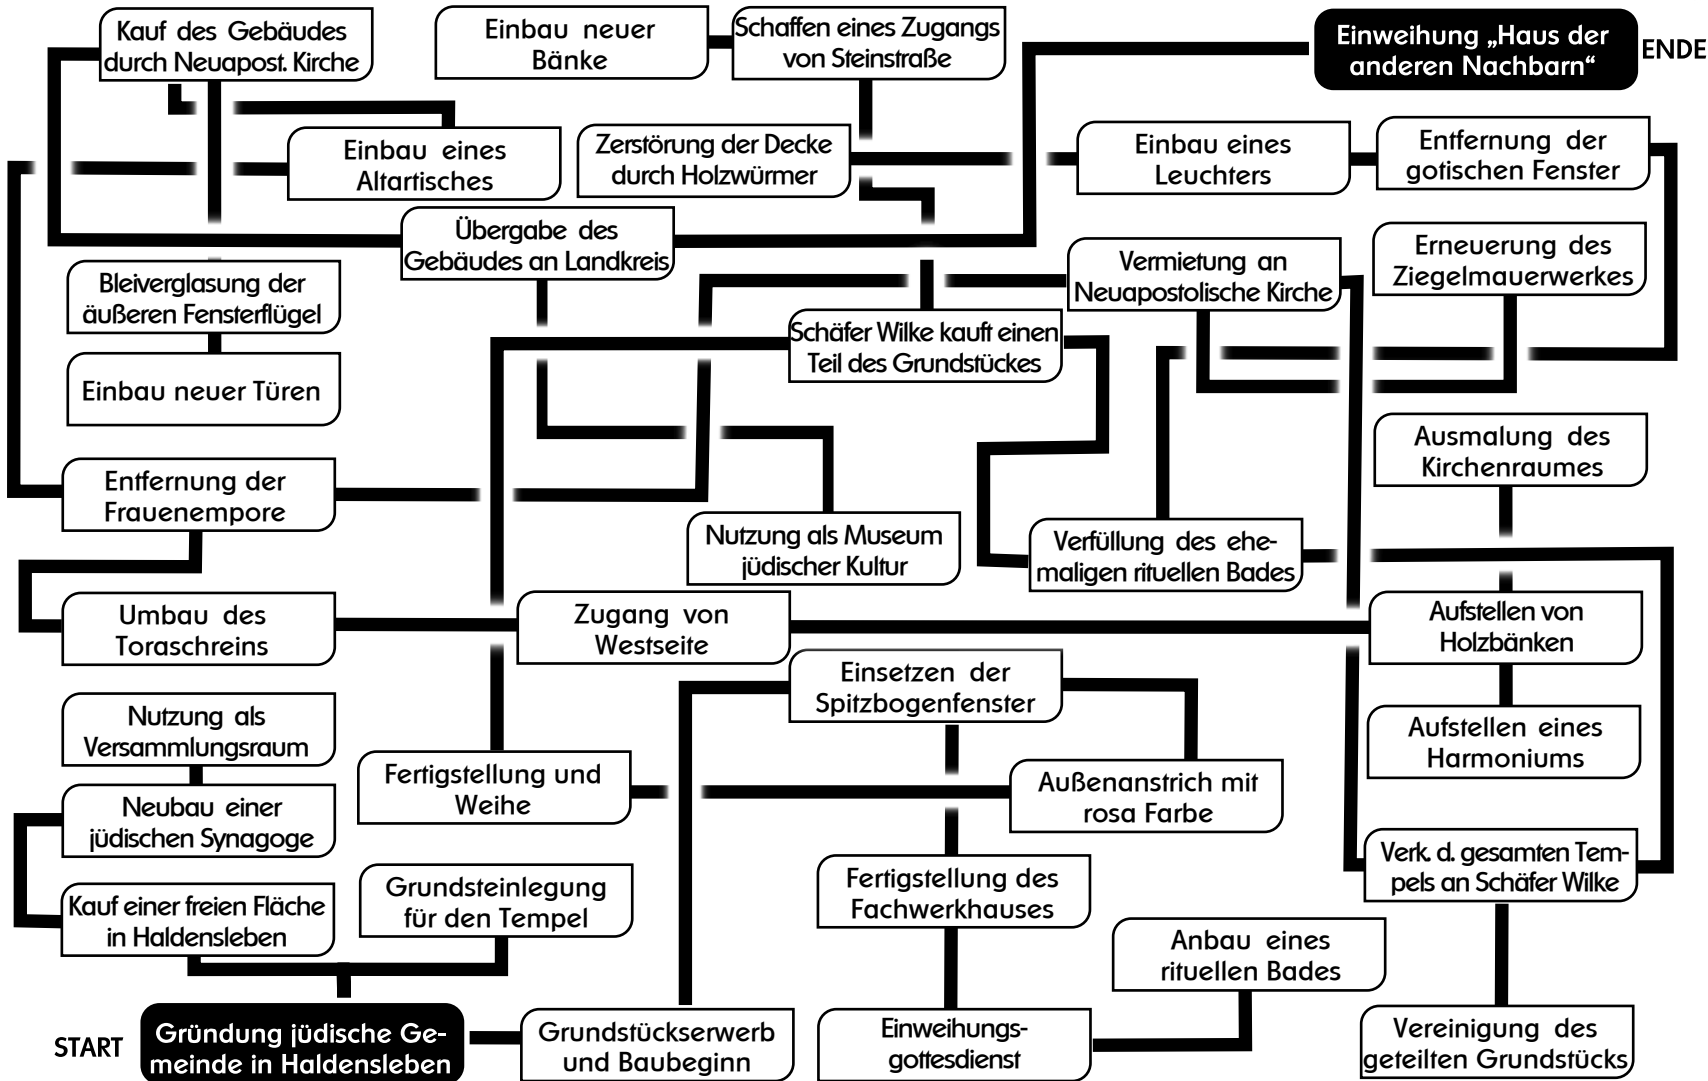 Kauf des Gebäudes
durch Neuapost. Kirche
Einbau neuer
Bänke
Schaffen eines Zugangs
von Steinstraße
Einweihung „Haus der
anderen Nachbarn“
ENDE
Einbau eines
Altartisches
Zerstörung der Decke
durch Holzwürmer
Einbau eines
Leuchters
Entfernung der
gotischen Fenster
Übergabe des
Gebäudes an Landkreis
Bleiverglasung der
äußeren Fensterflügel
Vermietung an
Neuapostolische Kirche
Erneuerung des
Ziegelmauerwerkes
Schäfer Wilke kauft einen
Teil des Grundstückes
Einbau neuer Türen
Ausmalung des
Kirchenraumes
Entfernung der
Frauenempore
Nutzung als Museum
jüdischer Kultur
Verfüllung des ehe-
maligen rituellen Bades
Umbau des
Toraschreins
Zugang von
Westseite
Aufstellen von
Holzbänken
Einsetzen der
Spitzbogenfenster
Nutzung als
Versammlungsraum
Aufstellen eines
Harmoniums
Fertigstellung und
Weihe
Außenanstrich mit
rosa Farbe
Neubau einer
jüdischen Synagoge
Verk. d. gesamten Tem-
pels an Schäfer Wilke
Kauf einer freien Fläche
in Haldensleben
Grundsteinlegung
für den Tempel
Fertigstellung des
Fachwerkhauses
Anbau eines
rituellen Bades
START
Gründung jüdische Ge-
meinde in Haldensleben
Grundstückserwerb
und Baubeginn
Einweihungs-
gottesdienst
Vereinigung des
geteilten Grundstücks